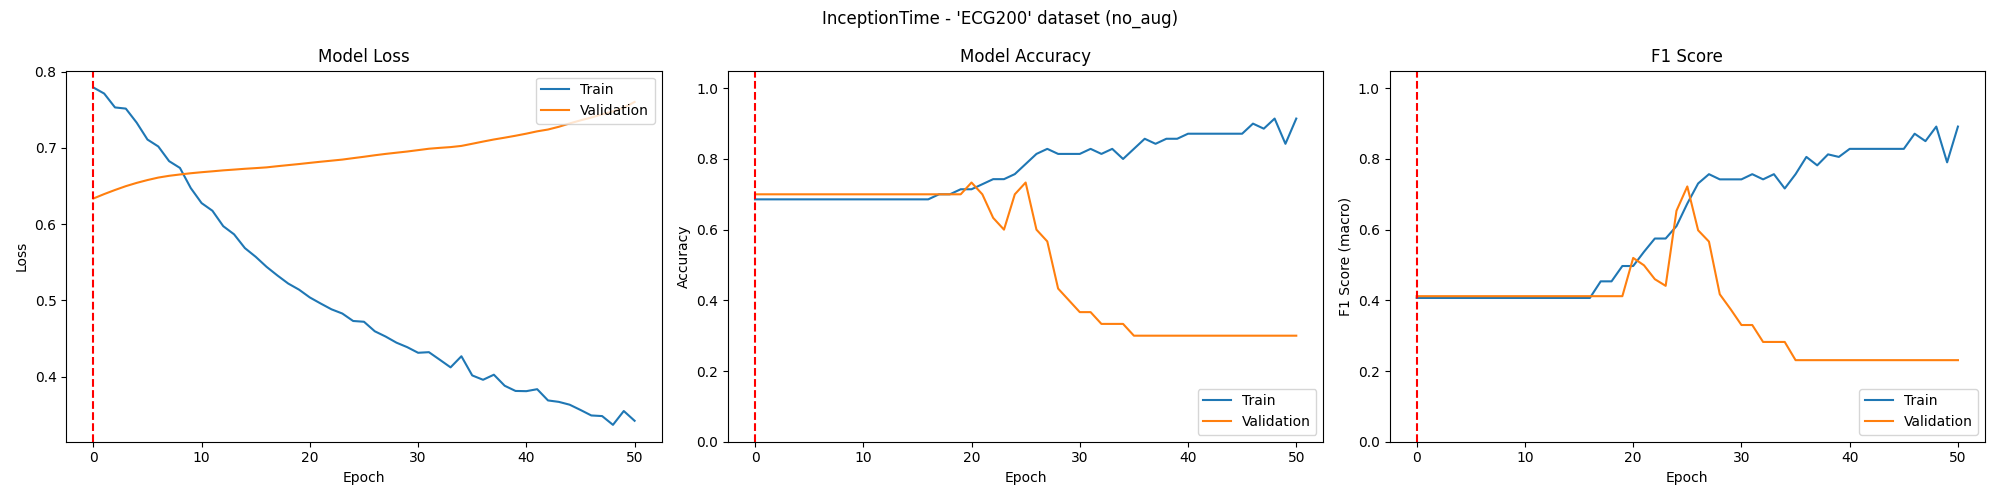 InceptionTime - 'ECG200' dataset (no_aug)
Model Loss
0.8
0.7
0.6
0.5
0.4
Loss
0
10
20
30
40
50
Epoch
Train
Validation
Model Accuracy
1.0
0.8
0.6
0.4
0.2
0.0
Accuracy
0
10
20
30
40
50
Epoch
Train
Validation
F1 Score
1.0
0.8
0.6
0.4
0.2
0.0
F1 Score (macro)
0
10
20
30
40
50
Epoch
Train
Validation